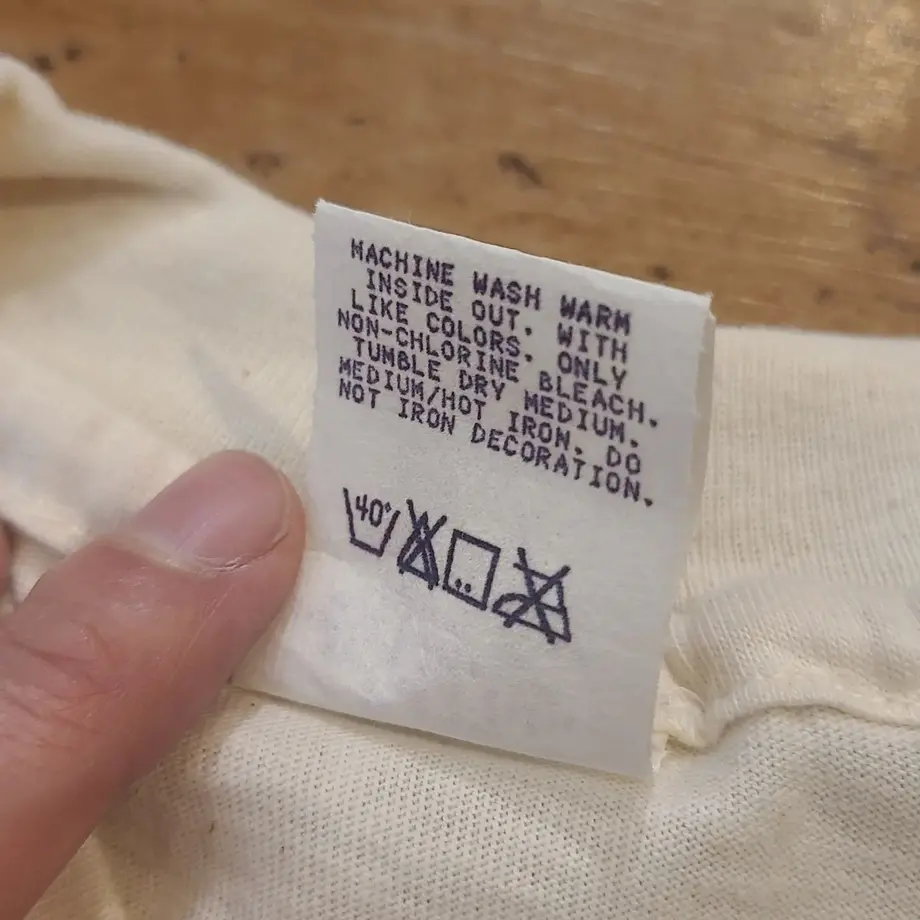 MACHINE WASH WARM
INSIDE OUT, WITH
LIKE COLORS. ONLY
NON-CHLORINE BLEACH.
TUMBLE DRY MEDIUM.
MEDIUM/HOT IRON. DO
NOT IRON DECORATION.
40°